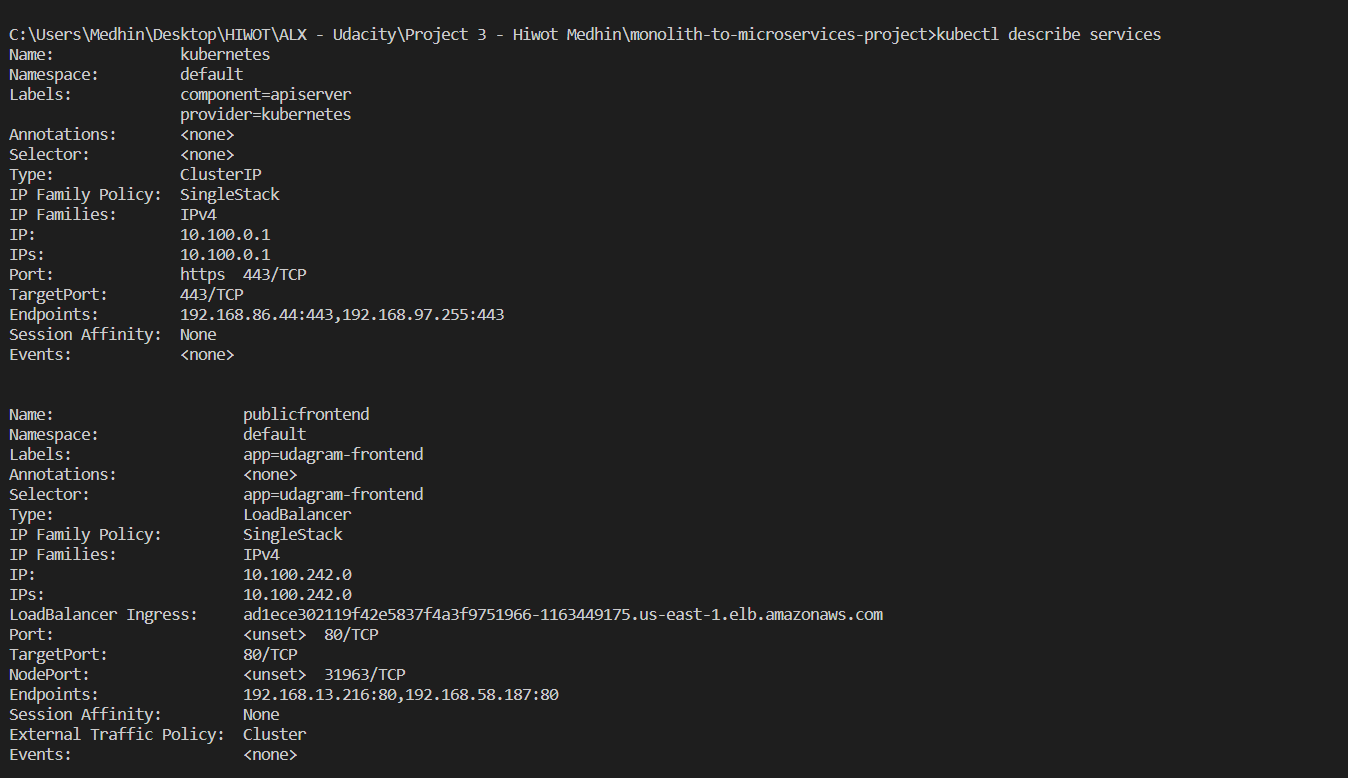 C:\Users\Medhin\Desktop\HIWOT\ALX - Udacity\Project 3 - Hiwot Medhin\monolith-to-microservices-project>kubectl describe services
Name:              kubernetes
Namespace:         default
Labels:            component=apiserver
                   provider=kubernetes
Annotations:       <none>
Selector:          <none>
Type:              ClusterIP
IP Family Policy:  SingleStack
IP Families:       IPv4
IP:                10.100.0.1
IPs:               10.100.0.1
Port:              https  443/TCP
TargetPort:        443/TCP
Endpoints:         192.168.86.44:443,192.168.97.255:443
Session Affinity:  None
Events:            <none>
Name:                     publicfrontend
Namespace:                default
Labels:                   app=udagram-frontend
Annotations:              <none>
Selector:                 app=udagram-frontend
Type:                     LoadBalancer
IP Family Policy:         SingleStack
IP Families:              IPv4
IP:                       10.100.242.0
IPs:                      10.100.242.0
LoadBalancer Ingress:     ad1ece302119f42e5837f4a3f9751966-1163449175.us-east-1.elb.amazonaws.com
Port:                     <unset>  80/TCP
TargetPort:               80/TCP
NodePort:                 <unset>  31963/TCP
Endpoints:                192.168.13.216:80,192.168.58.187:80
Session Affinity:         None
External Traffic Policy:  Cluster
Events:                   <none>